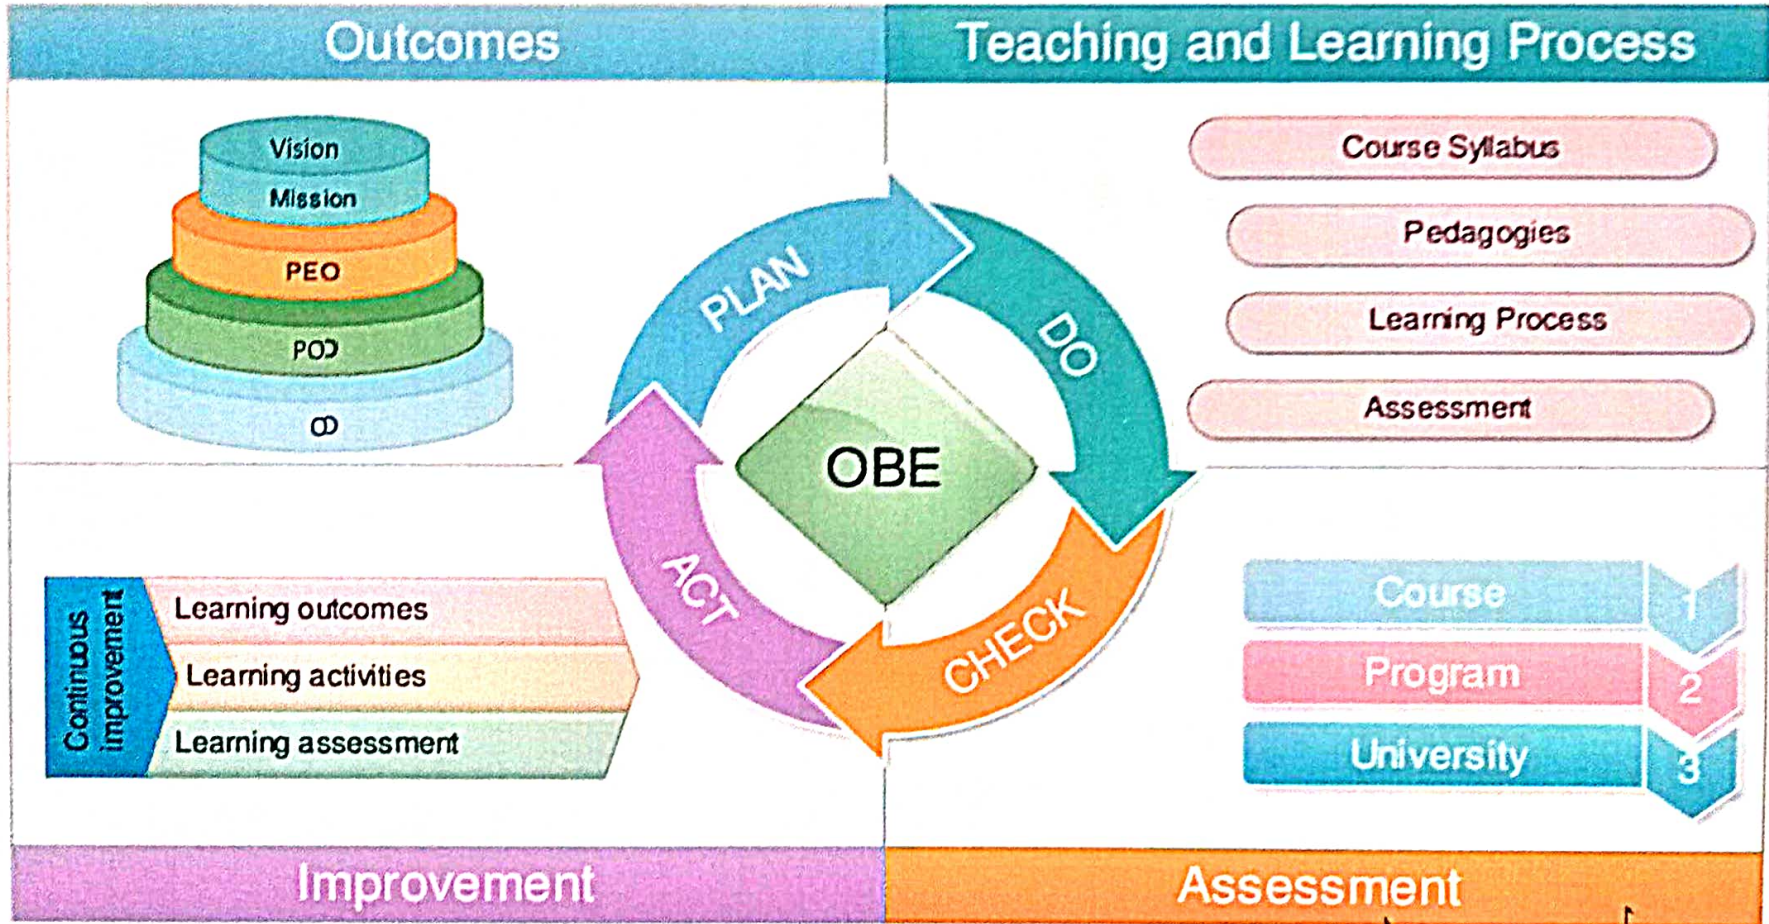 Outcomes
Teaching and Learning Process
Vision
Mission
PEO
PLAN
DO
CHECK
ACT
OBE
Course Syllabus
Pedagogies
Learning Process
Assessment
Continuous
improvement
Learning outcomes
Learning activities
Learning assessment
Course 1
Program 2
University 3
Improvement
Assessment